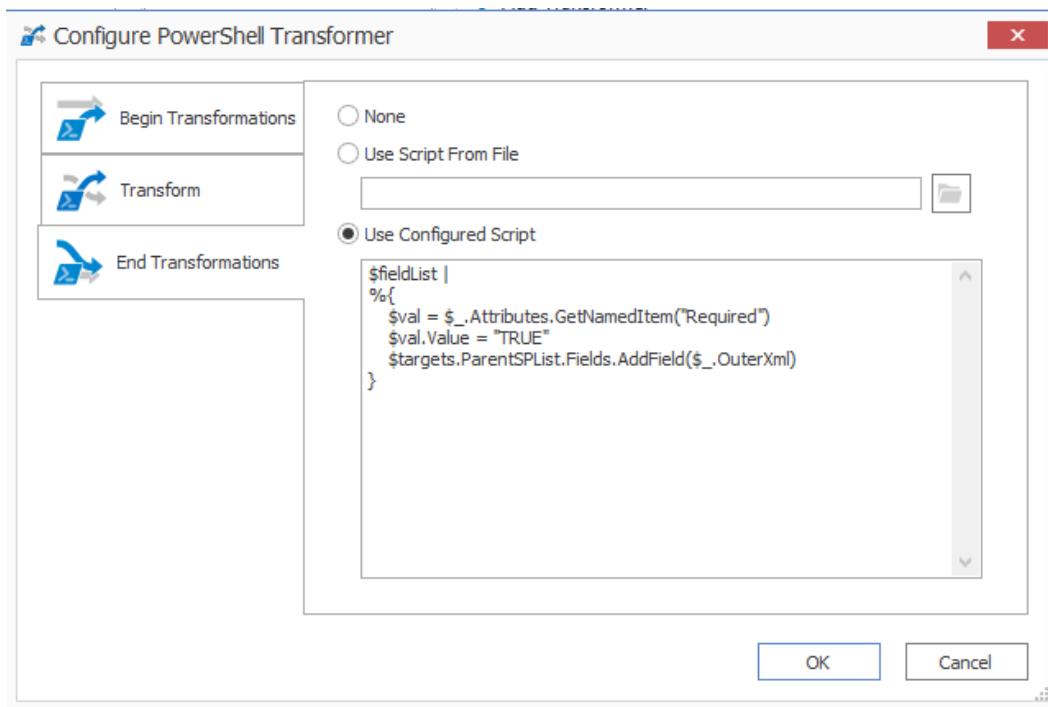 Configure PowerShell Transformer
Begin Transformations
Transform
End Transformations
None
Use Script From File
Use Configured Script
$fieldList |
%{
$val = $_.Attributes.GetNamedItem("Required")
$val.Value = "TRUE"
$targets.ParentSPList.Fields.AddField($_.OuterXml)
}
OK
Cancel